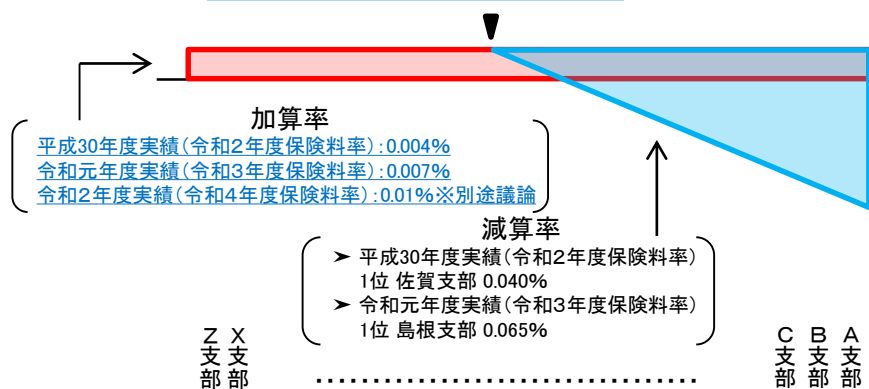 加算率
平成30年度実績(令和2年度保険料率):0.004%
令和元年度実績(令和3年度保険料率):0.007%
令和2年度実績(令和4年度保険料率):0.01%※別途議論
減算率
➤ 平成30年度実績(令和2年度保険料率)
1位 佐賀支部 0.040%
➤ 令和元年度実績(令和3年度保険料率)
1位 島根支部 0.065%
Z支部
X支部
‥‥‥‥‥‥‥‥‥‥‥‥‥‥‥‥
C支部
B支部
A支部